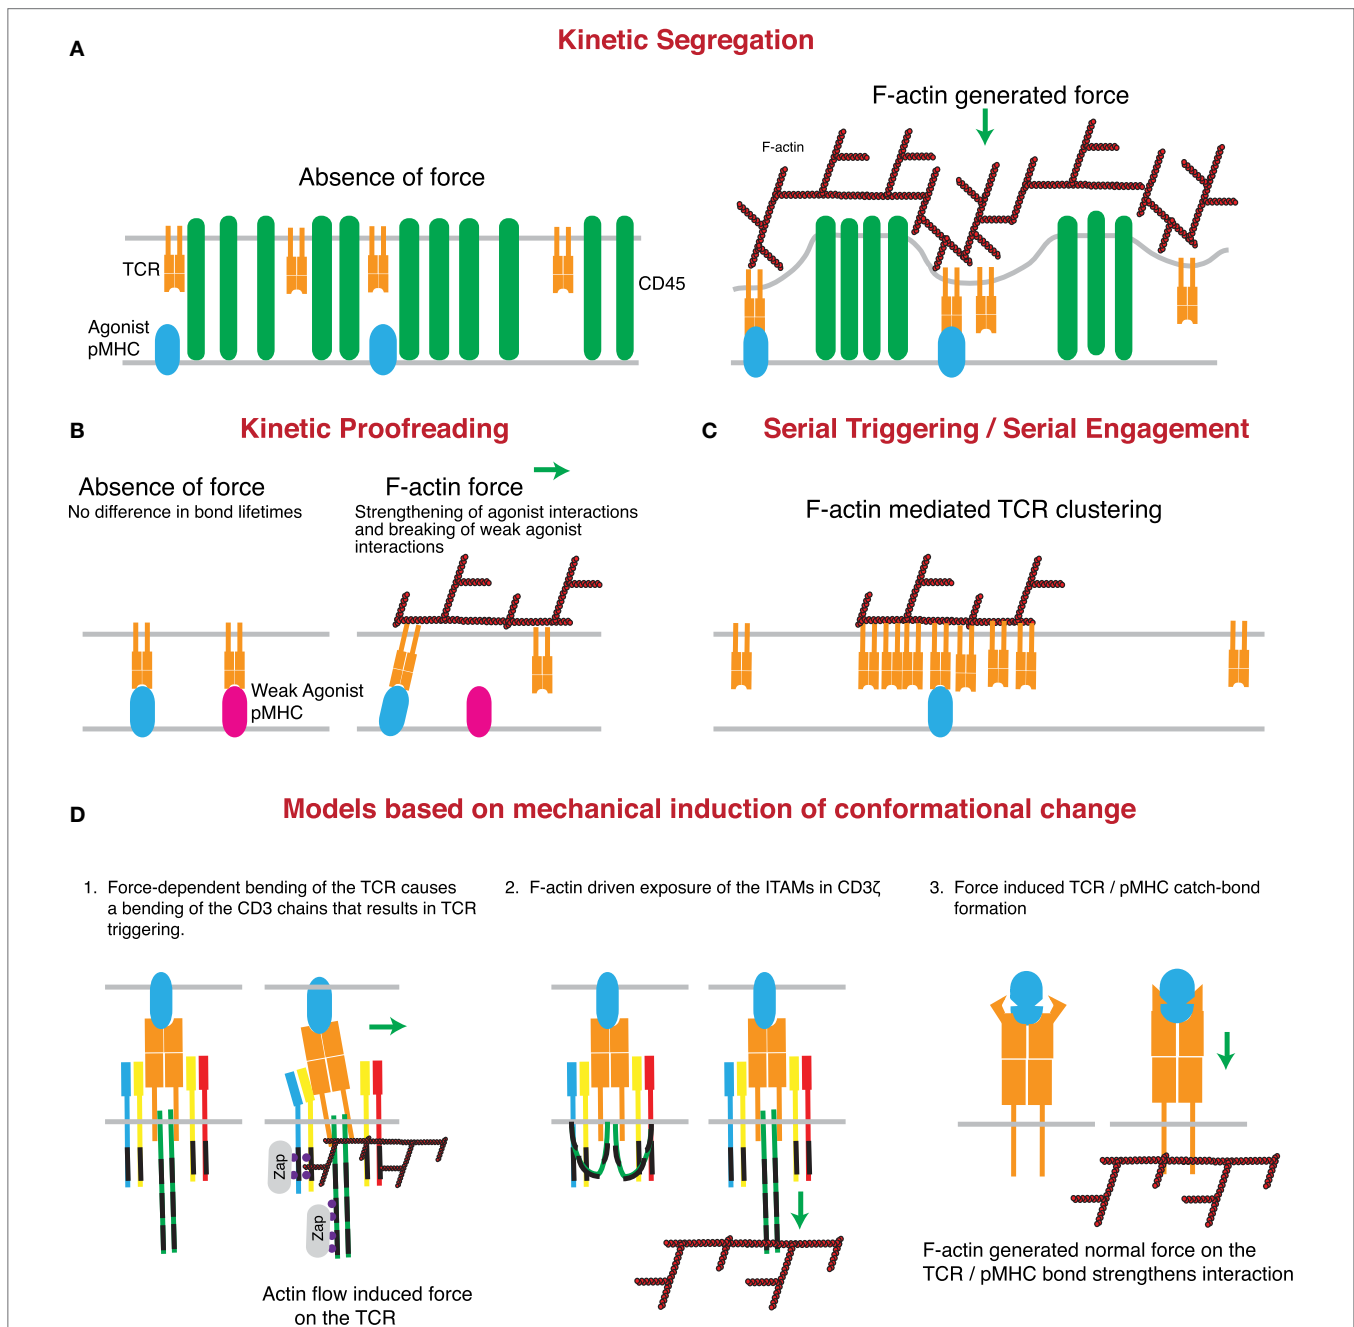 A
Kinetic Segregation
F-actin generated force
F-actin
Absence of force
TCR
CD45
Agonist
pMHC
B
Kinetic Proofreading
Absence of force
No difference in bond lifetimes
F-actin force
Strengthening of agonist interactions
and breaking of weak agonist
interactions
Weak Agonist
pMHC
C
Serial Triggering / Serial Engagement
F-actin mediated TCR clustering
D
Models based on mechanical induction of conformational change
1. Force-dependent bending of the TCR causes
a bending of the CD3 chains that results in TCR
triggering.
Zap
Zap
Actin flow induced force
on the TCR
2. F-actin driven exposure of the ITAMs in CD3ζ
3. Force induced TCR / pMHC catch-bond
formation
F-actin generated normal force on the
TCR / pMHC bond strengthens interaction